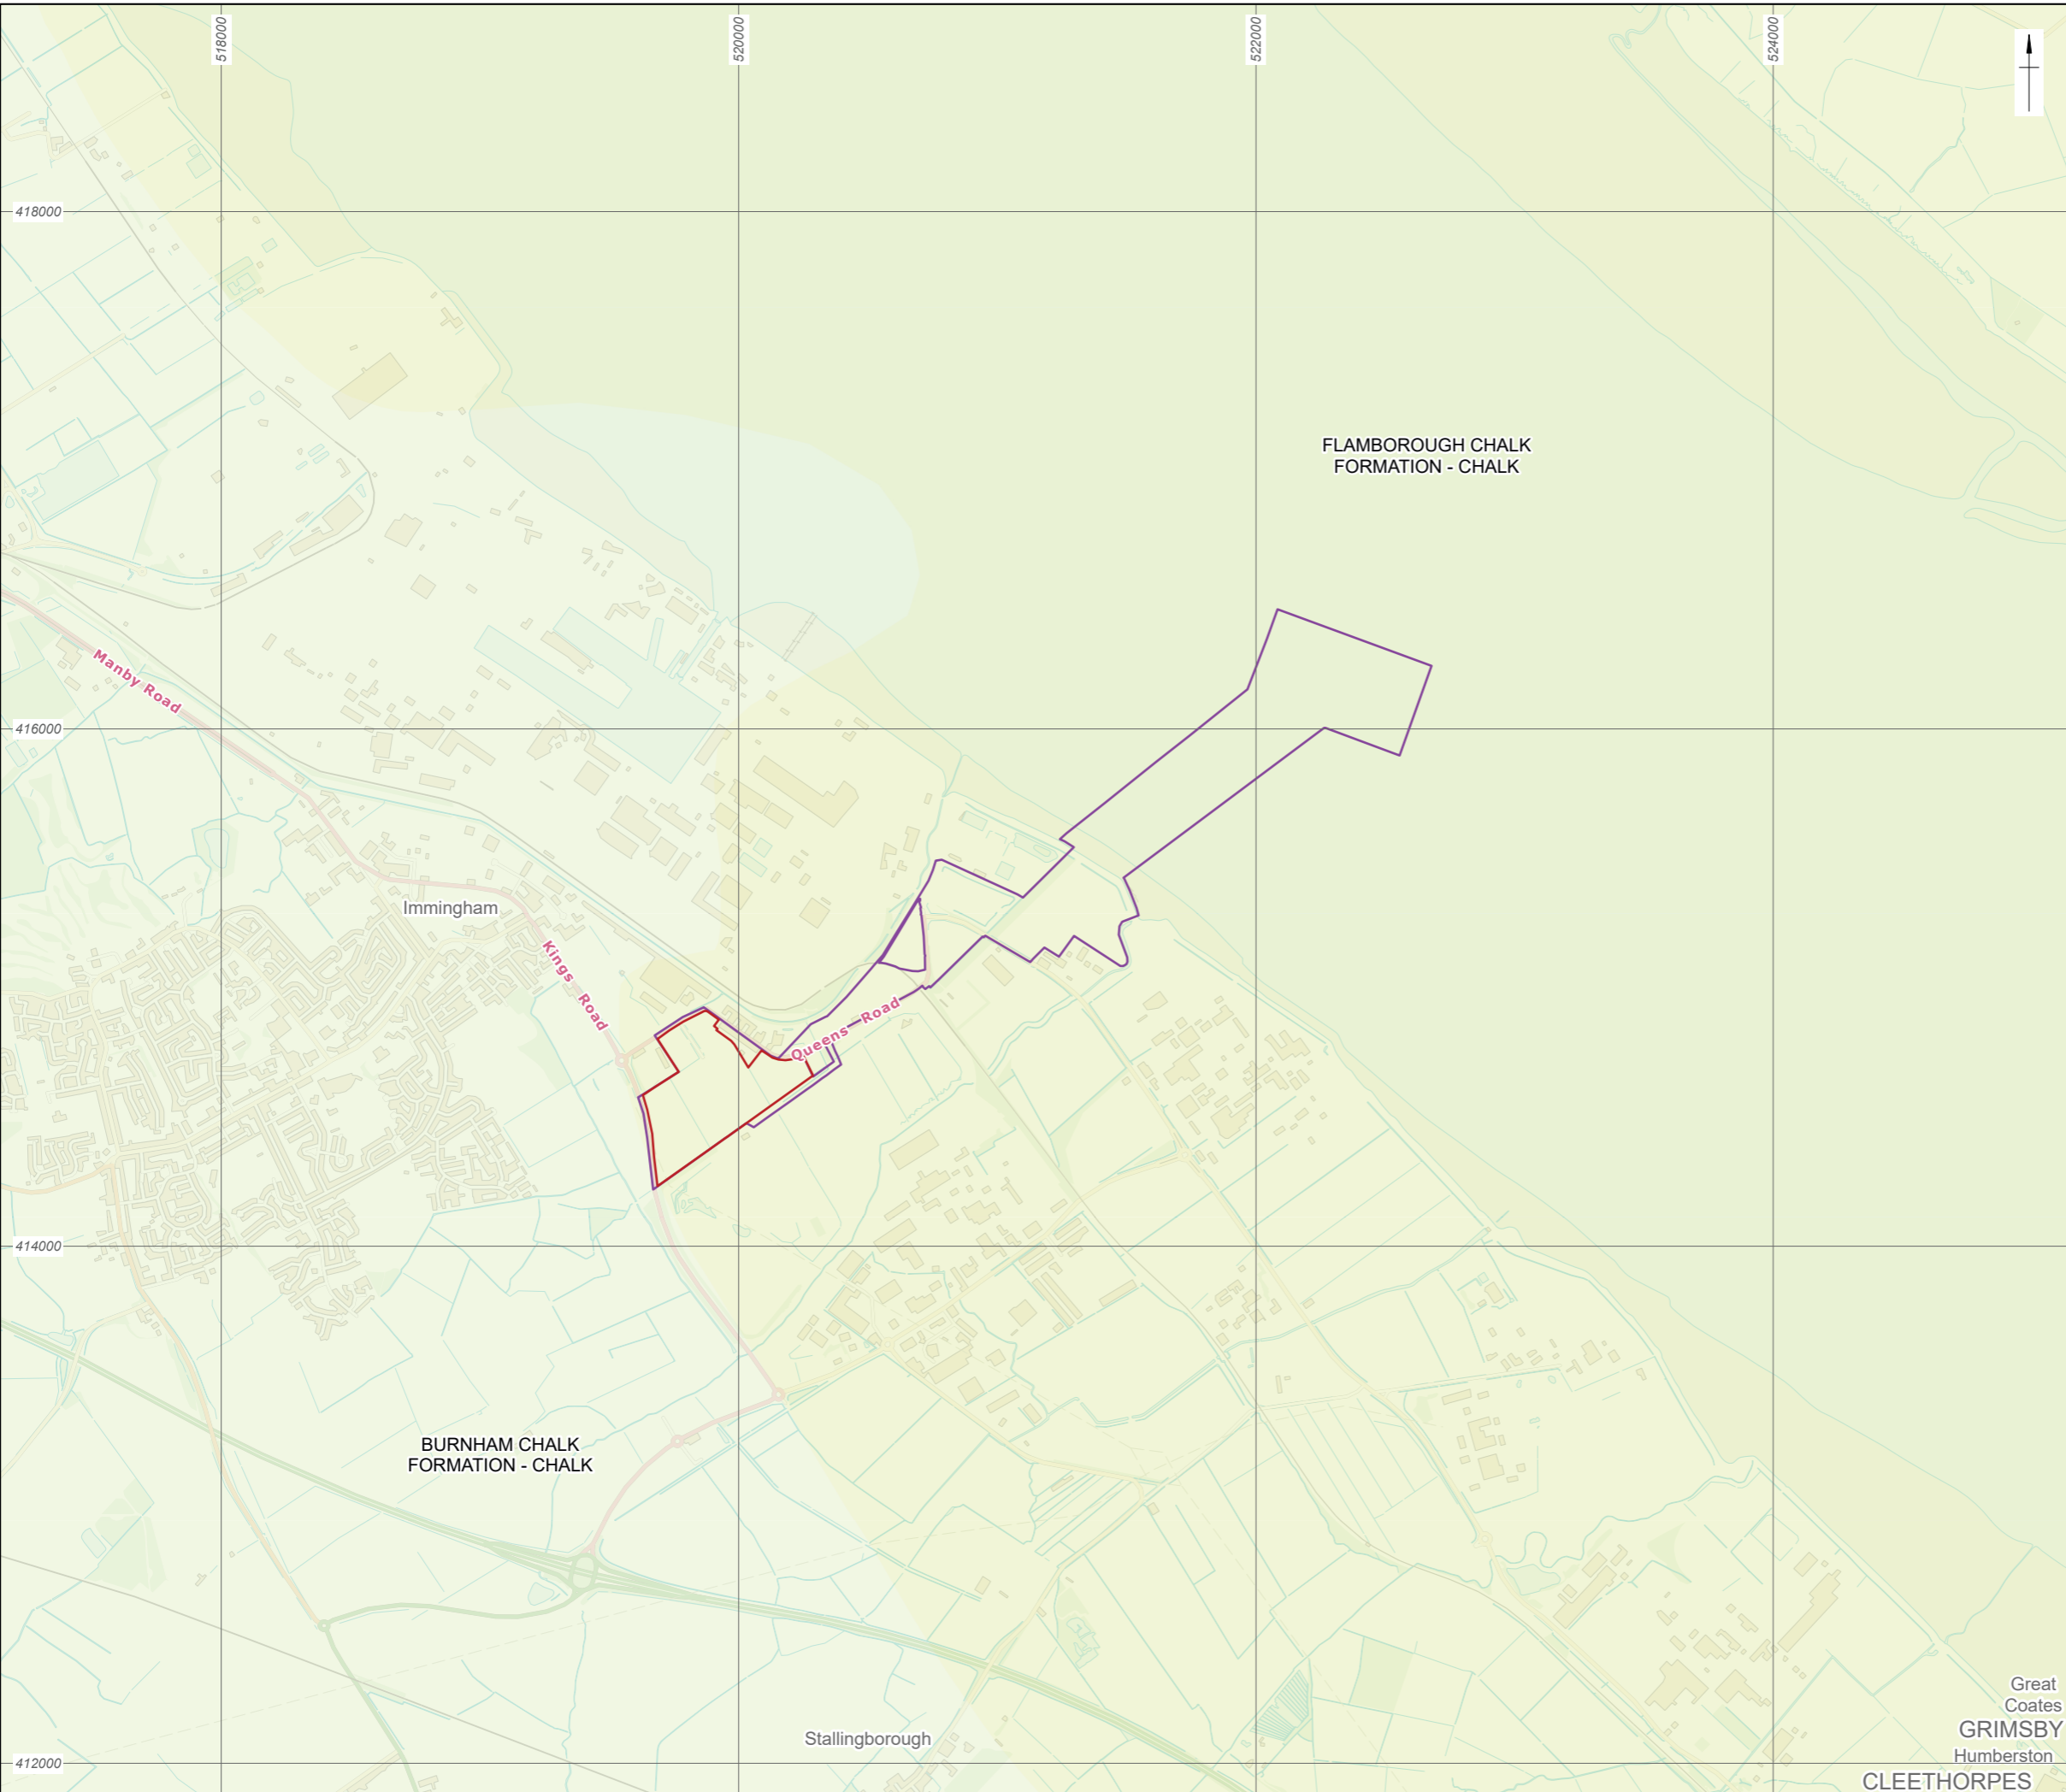 518000
520000
522000
524000
418000
FLAMBOROUGH CHALK
FORMATION - CHALK
Manby Road
416000
Immingham
Kings Road
Queens Road
414000
BURNHAM CHALK
FORMATION - CHALK
Great
Coates
GRIMSBY
Stallingborough
Humberston
412000
CLEETHORPES